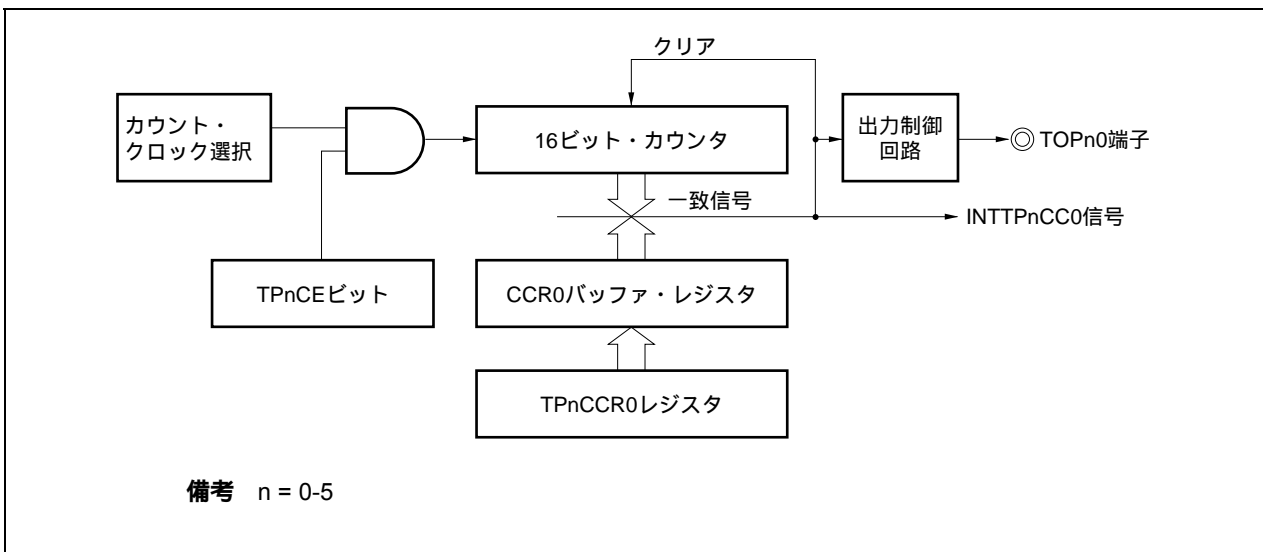 クリア
カウント・
クロック選択
16ビット・カウンタ
出力制御
回路
TOPn0端子
一致信号
INTTPnCC0信号
TPnCEビット
CCR0バッファ・レジスタ
TPnCCR0レジスタ
備考 n = 0-5